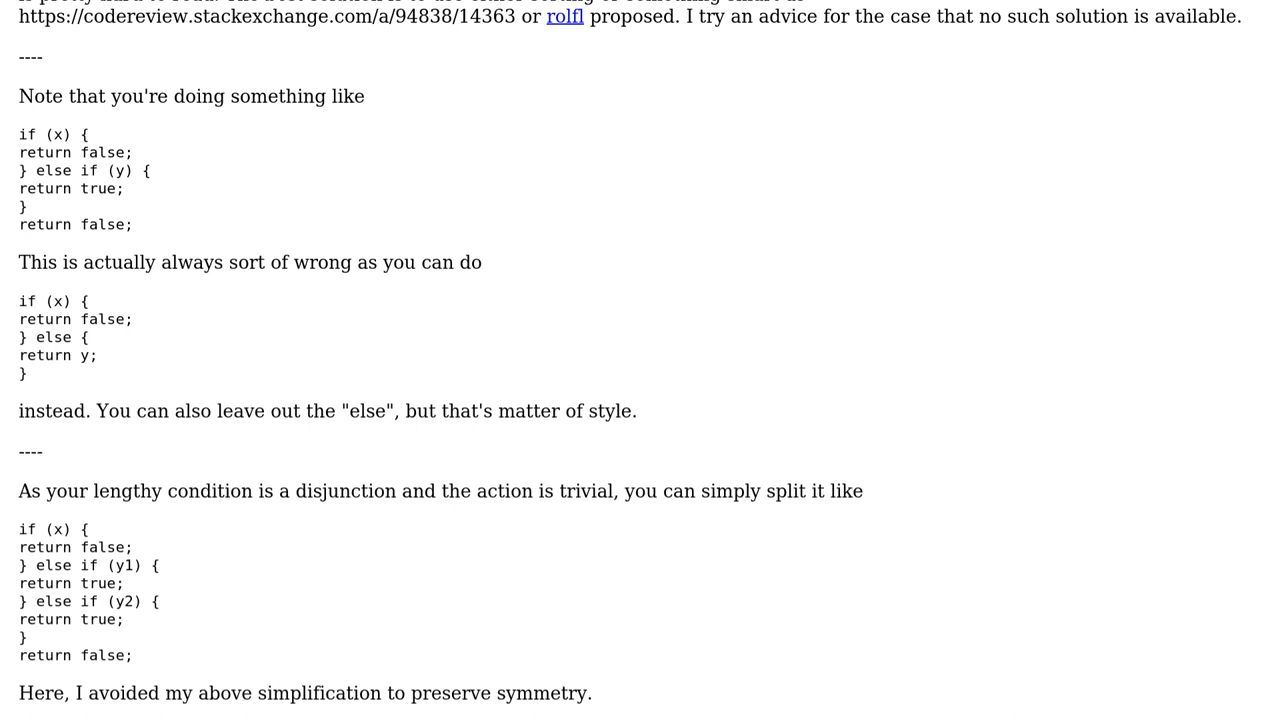 https://codereview.stackexchange.com/a/94838/14363 or rolfl proposed. I try an advice for the case that no such solution is available.
----
Note that you're doing something like
if (x) {
return false;
} else if (y) {
return true;
}
return false;
This is actually always sort of wrong as you can do
if (x) {
return false;
} else {
return y;
}
instead. You can also leave out the "else", but that's matter of style.
----
As your lengthy condition is a disjunction and the action is trivial, you can simply split it like
if (x) {
return false;
} else if (y1) {
return true;
} else if (y2) {
return true;
}
return false;
Here, I avoided my above simplification to preserve symmetry.